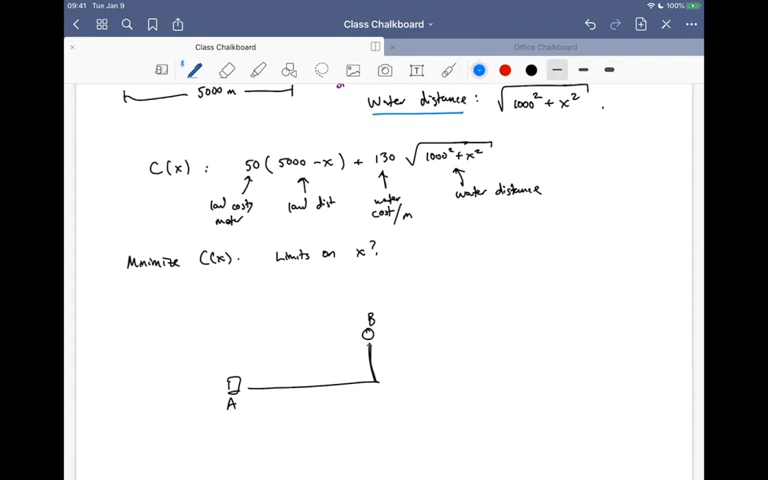 09:41 Tue Jan 9
100%
Class Chalkboard
Class Chalkboard
Office Chalkboard
5000 m
Water distance : √1000² + x² .
C(x) : 50 ( 5000 - x ) + 130 √1000² + x²
land cost/ meter
land dist
water cost/m
water distance
Minimize C(x). Limits on x?
B
A